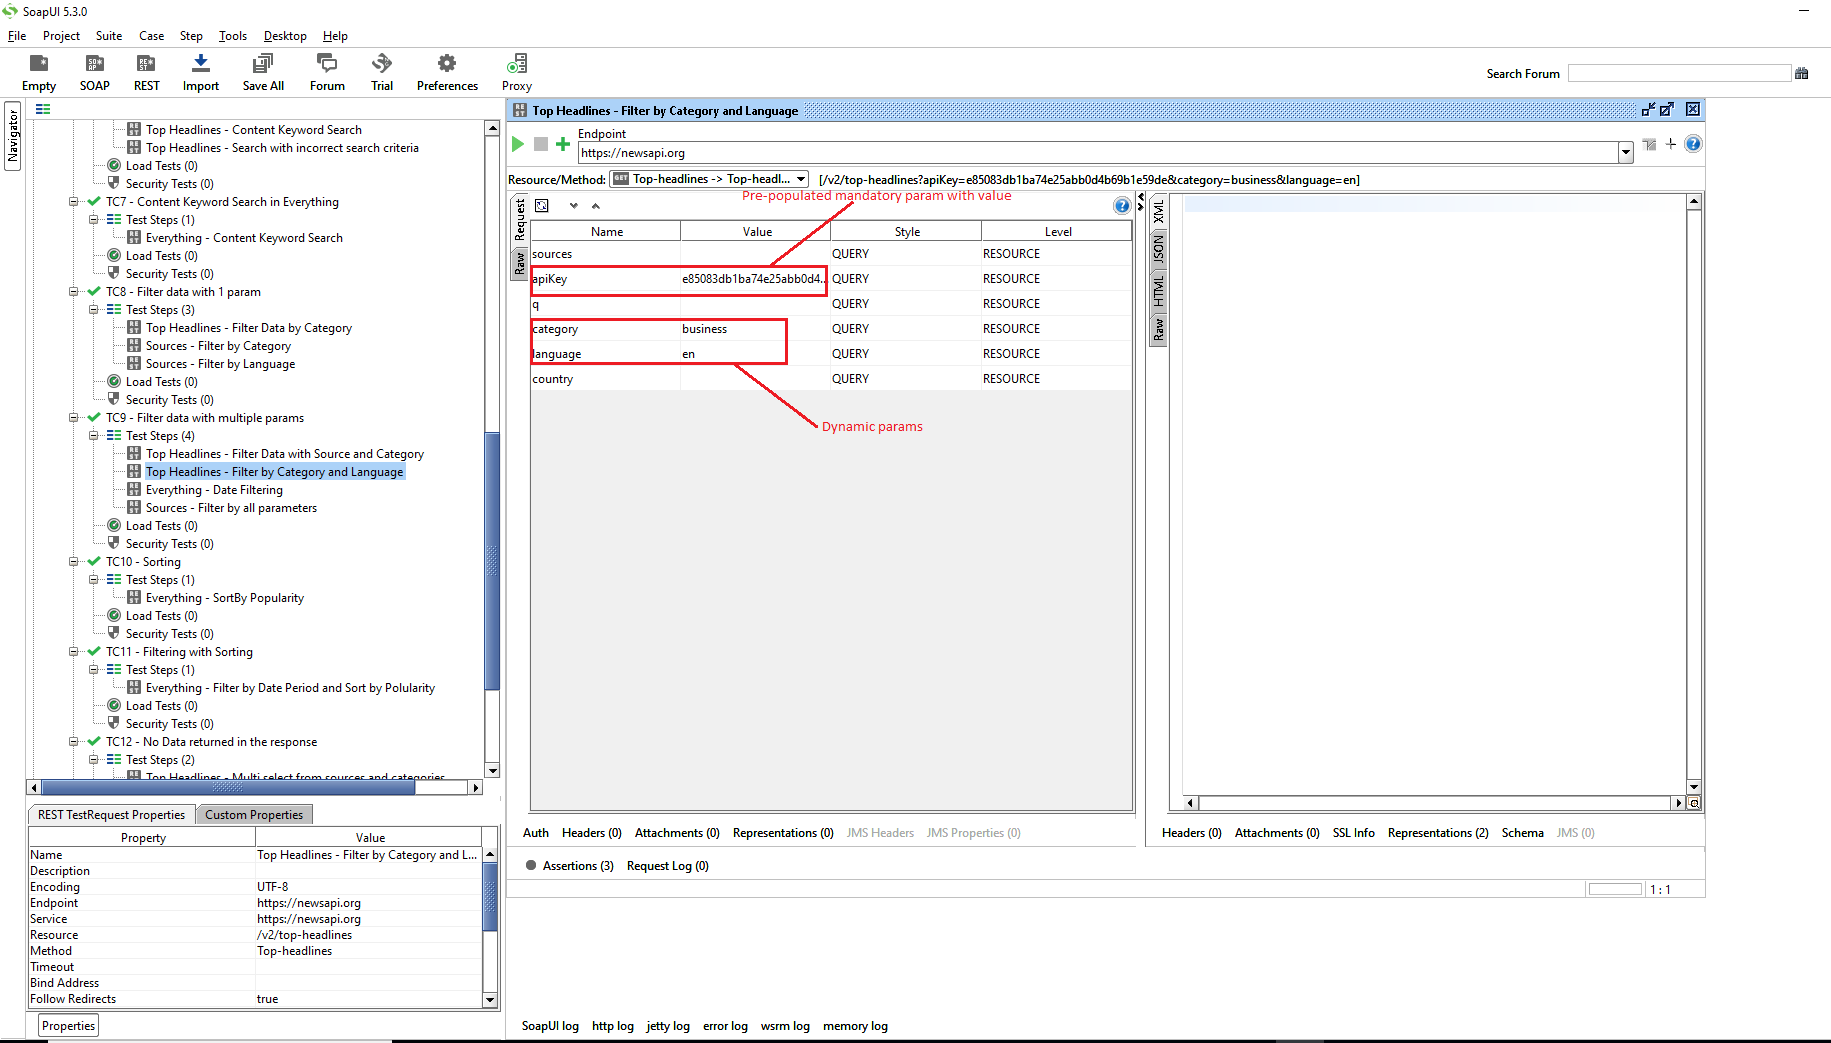 SoapUI 5.3.0
File Project Suite Case Step Tools Desktop Help
Empty SOAP REST Import Save All Forum Trial Preferences Proxy
Search Forum
Navigator
Top Headlines - Content Keyword Search
Top Headlines - Search with incorrect search criteria
Load Tests (0)
Security Tests (0)
TC7 - Content Keyword Search in Everything
Test Steps (1)
Everything - Content Keyword Search
Load Tests (0)
Security Tests (0)
TC8 - Filter data with 1 param
Test Steps (3)
Top Headlines - Filter Data by Category
Sources - Filter by Category
Sources - Filter by Language
Load Tests (0)
Security Tests (0)
TC9 - Filter data with multiple params
Test Steps (4)
Top Headlines - Filter Data with Source and Category
Top Headlines - Filter by Category and Language
Everything - Date Filtering
Sources - Filter by all parameters
Load Tests (0)
Security Tests (0)
TC10 - Sorting
Test Steps (1)
Everything - SortBy Popularity
Load Tests (0)
Security Tests (0)
TC11 - Filtering with Sorting
Test Steps (1)
Everything - Filter by Date Period and Sort by Polularity
Load Tests (0)
Security Tests (0)
TC12 - No Data returned in the response
Test Steps (2)
Top Headlines - Multi select from sources and categories
REST TestRequest Properties Custom Properties
Property Value
Name Top Headlines - Filter by Category and L...
Description
Encoding UTF-8
Endpoint https://newsapi.org
Service https://newsapi.org
Resource /v2/top-headlines
Method Top-headlines
Timeout
Bind Address
Follow Redirects true
Properties
Top Headlines - Filter by Category and Language
Endpoint
https://newsapi.org
Resource/Method: GET Top-headlines -> Top-headl... [/v2/top-headlines?apiKey=e85083db1ba74e25abb0d4b69b1e59de&category=business&language=en]
Pre-populated mandatory param with value
Request
Raw
Name Value Style Level
sources QUERY RESOURCE
apiKey e85083db1ba74e25abb0d4... QUERY RESOURCE
q QUERY RESOURCE
category business QUERY RESOURCE
language en QUERY RESOURCE
country QUERY RESOURCE
Dynamic params
XML
JSON
HTML
Raw
Auth Headers (0) Attachments (0) Representations (0) JMS Headers JMS Properties (0)
Headers (0) Attachments (0) SSL Info Representations (2) Schema JMS (0)
Assertions (3) Request Log (0)
1 : 1
SoapUI log http log jetty log error log wsrm log memory log